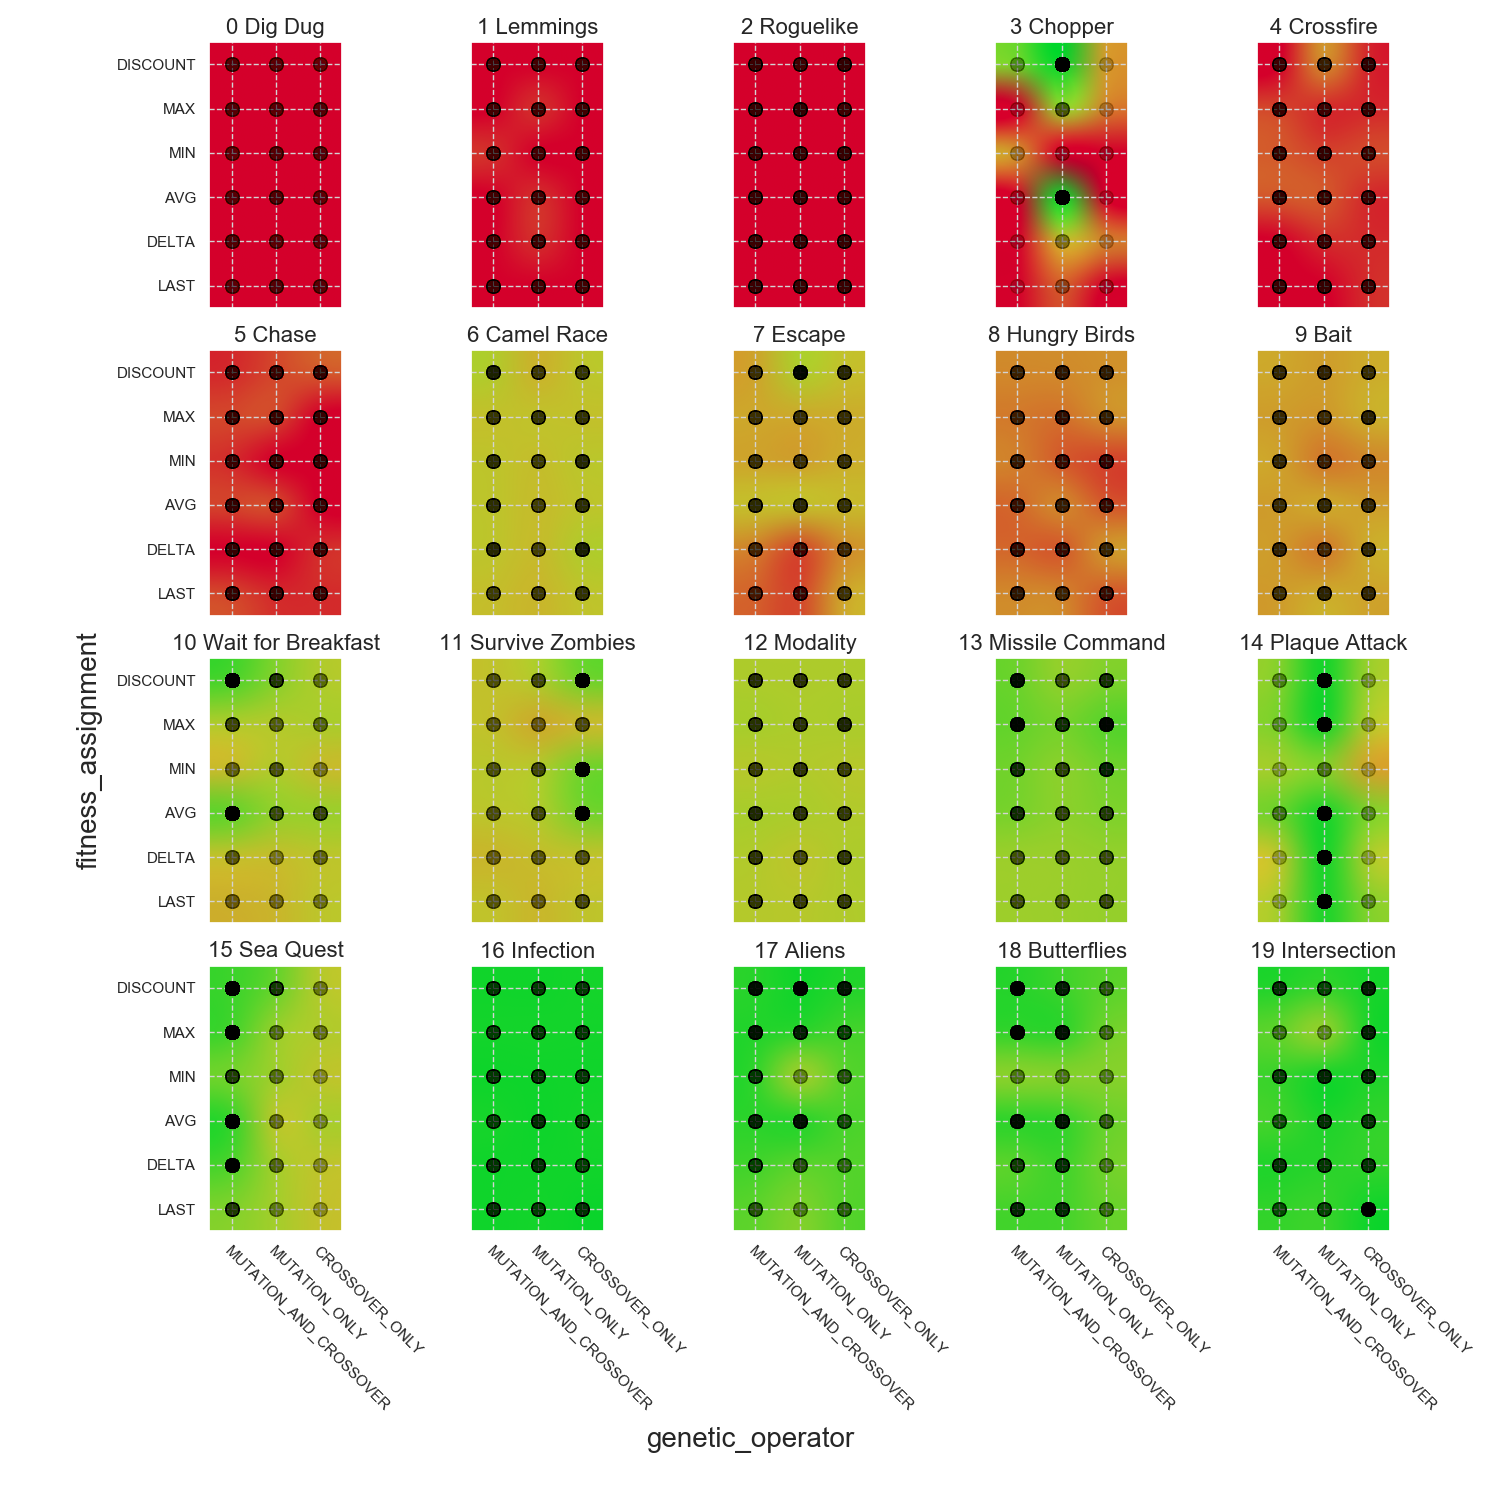 0 Dig Dug
1 Lemmings
2 Roguelike
3 Chopper
4 Crossfire
DISCOUNT
MAX
MIN
AVG
DELTA
LAST
5 Chase
6 Camel Race
7 Escape
8 Hungry Birds
9 Bait
DISCOUNT
MAX
MIN
AVG
DELTA
LAST
fitness_assignment
10 Wait for Breakfast
11 Survive Zombies
12 Modality
13 Missile Command
14 Plaque Attack
DISCOUNT
MAX
MIN
AVG
DELTA
LAST
15 Sea Quest
16 Infection
17 Aliens
18 Butterflies
19 Intersection
DISCOUNT
MAX
MIN
AVG
DELTA
LAST
MUTATION_AND_CROSSOVER
MUTATION_ONLY
CROSSOVER_ONLY
MUTATION_AND_CROSSOVER
MUTATION_ONLY
CROSSOVER_ONLY
MUTATION_AND_CROSSOVER
MUTATION_ONLY
CROSSOVER_ONLY
MUTATION_AND_CROSSOVER
MUTATION_ONLY
CROSSOVER_ONLY
MUTATION_AND_CROSSOVER
MUTATION_ONLY
CROSSOVER_ONLY
genetic_operator